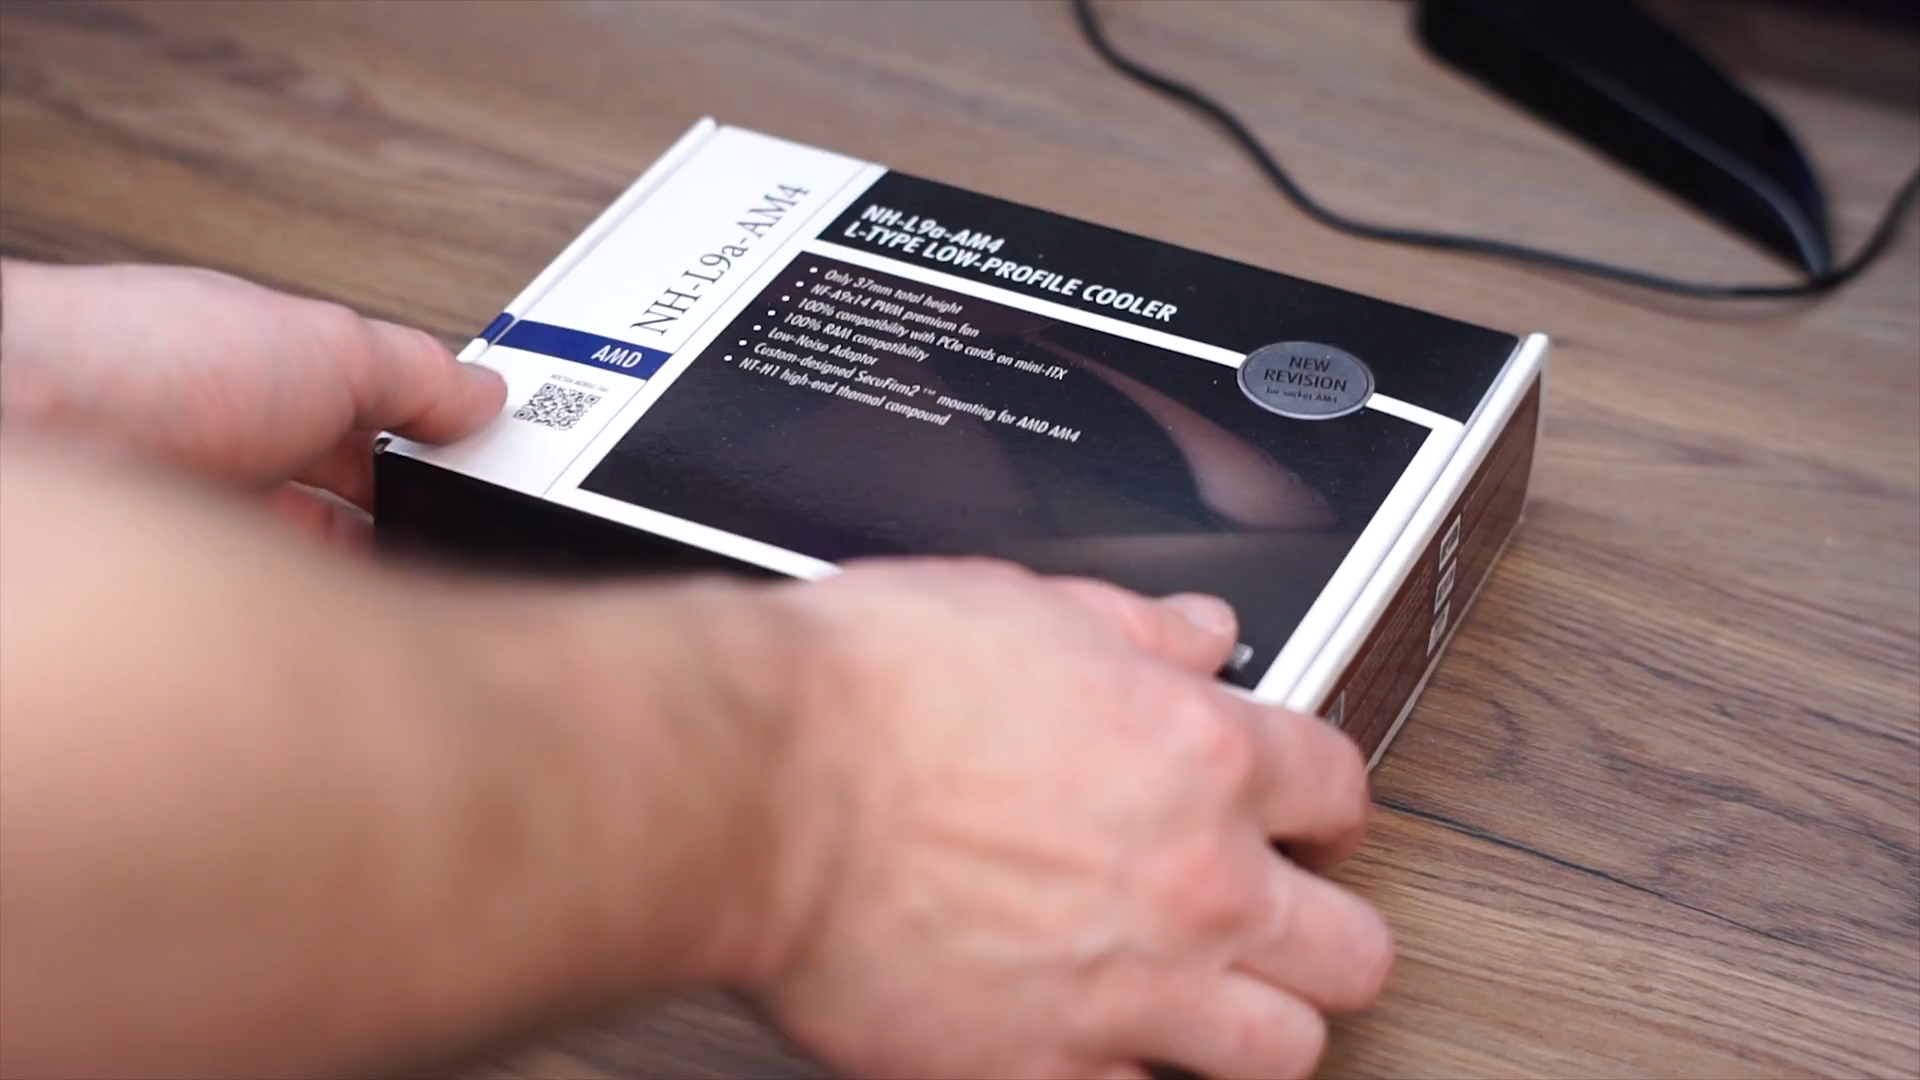 NH-L9a-AM4
AMD
NH-L9a-AM4
L-TYPE LOW-PROFILE COOLER
• Only 37mm total height
• NF-A9x14 PWM premium fan
• 100% compatibility with PCIe cards on mini-ITX
• 100% RAM compatibility
• Low-Noise Adaptor
• Custom-designed SecuFirm2™ mounting for AMD AM4
• NT-H1 high-end thermal compound
NEW
REVISION
for socket AM4